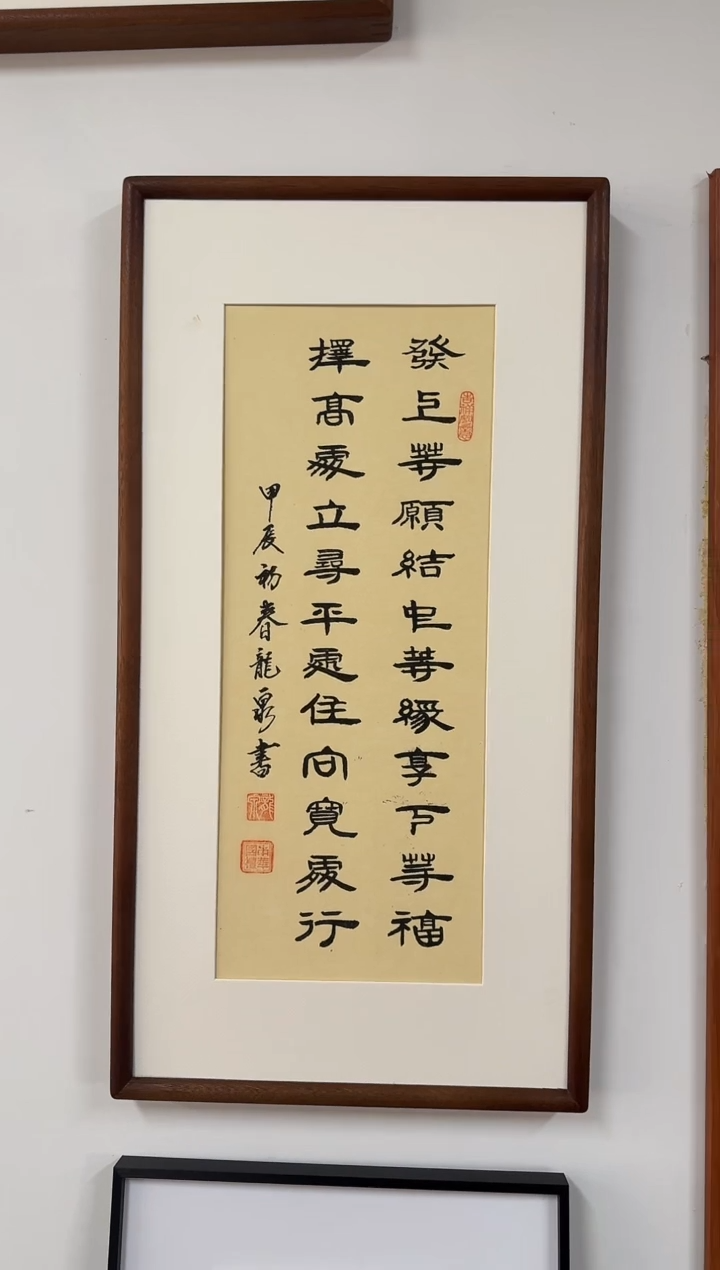 發上等願結中等緣享下等福
擇高處立尋平處住向寬處行
甲辰初春龍泉書